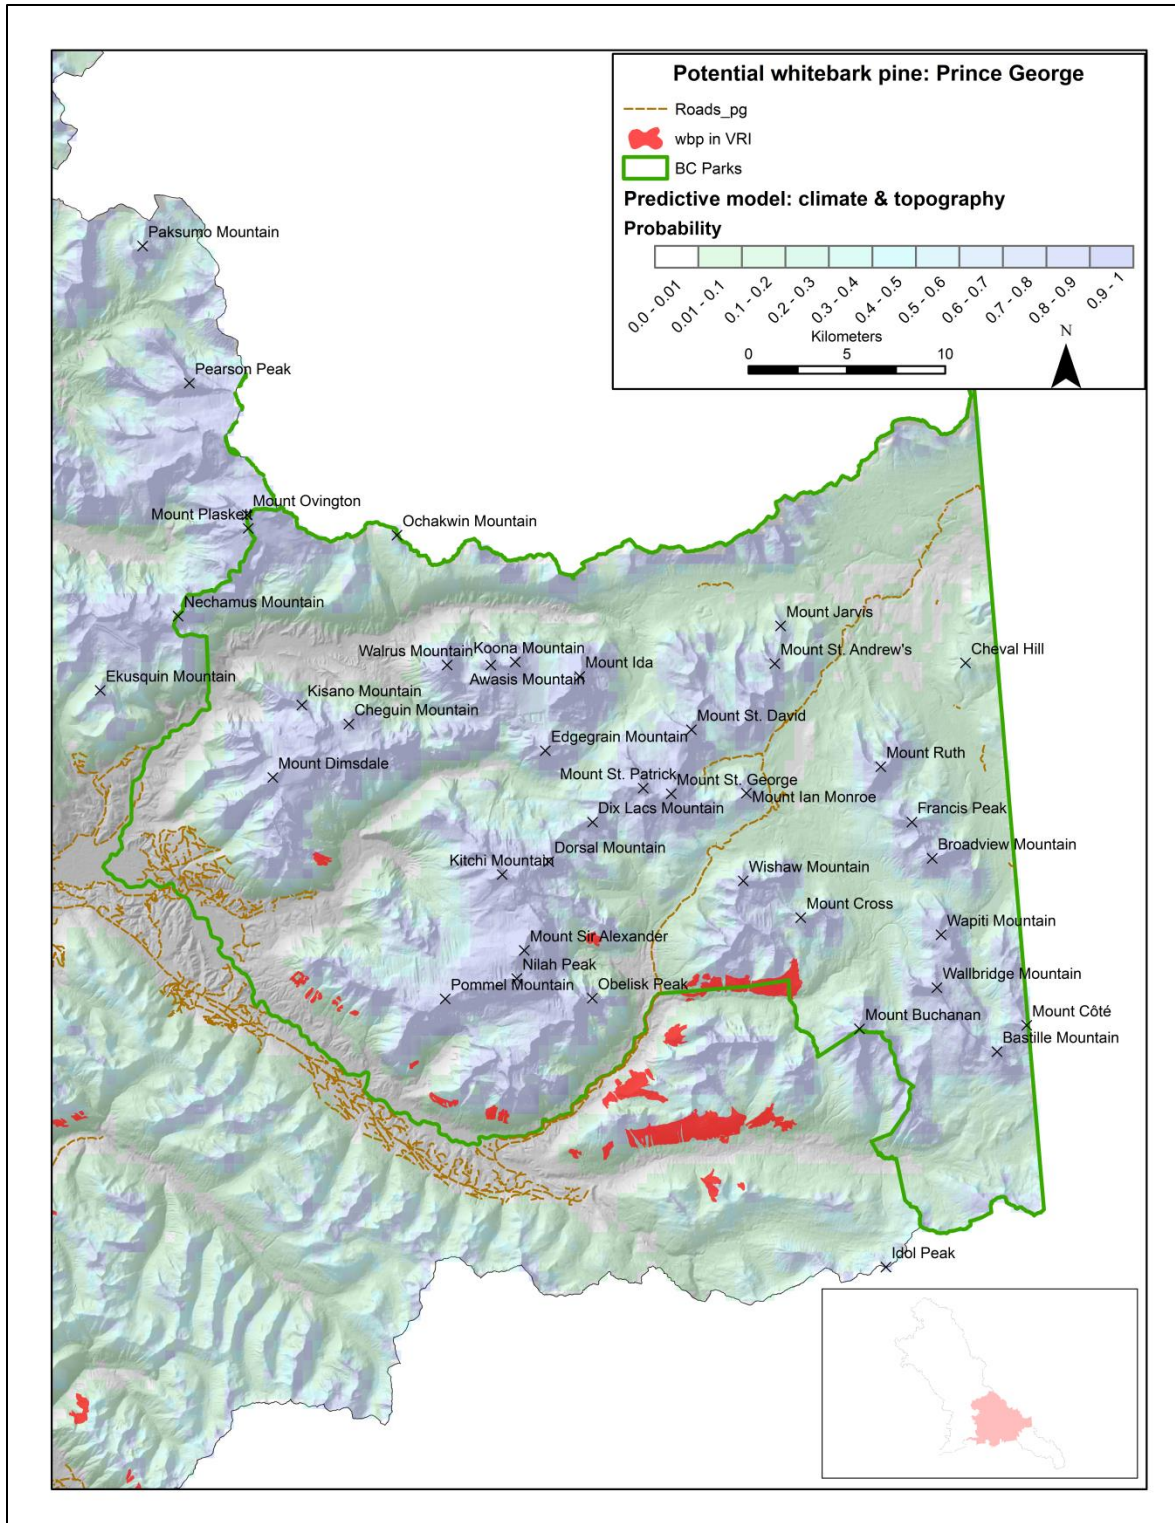 Potential whitebark pine: Prince George
Roads_pg
wbp in VRI
BC Parks
Predictive model: climate & topography
Probability
0.0 - 0.01
0.01 - 0.1
0.1 - 0.2
0.2 - 0.3
0.3 - 0.4
0.4 - 0.5
0.5 - 0.6
0.6 - 0.7
0.7 - 0.8
0.8 - 0.9
0.9 - 1
Kilometers
0 5 10
N
Paksumo Mountain
Pearson Peak
Mount Ovington
Mount Plaskett
Ochakwin Mountain
Nechamus Mountain
Mount Jarvis
Walrus Mountain
Koona Mountain
Mount Ida
Mount St. Andrew's
Cheval Hill
Awasis Mountain
Ekusquin Mountain
Kisano Mountain
Cheguin Mountain
Mount St. David
Edgegrain Mountain
Mount Ruth
Mount Dimsdale
Mount St. Patrick
Mount St. George
Mount Ian Monroe
Dix Lacs Mountain
Francis Peak
Dorsal Mountain
Broadview Mountain
Kitchi Mountain
Wishaw Mountain
Mount Cross
Wapiti Mountain
Mount Sir Alexander
Nilah Peak
Wallbridge Mountain
Pommel Mountain
Obelisk Peak
Mount Buchanan
Mount Côté
Bastille Mountain
Idol Peak